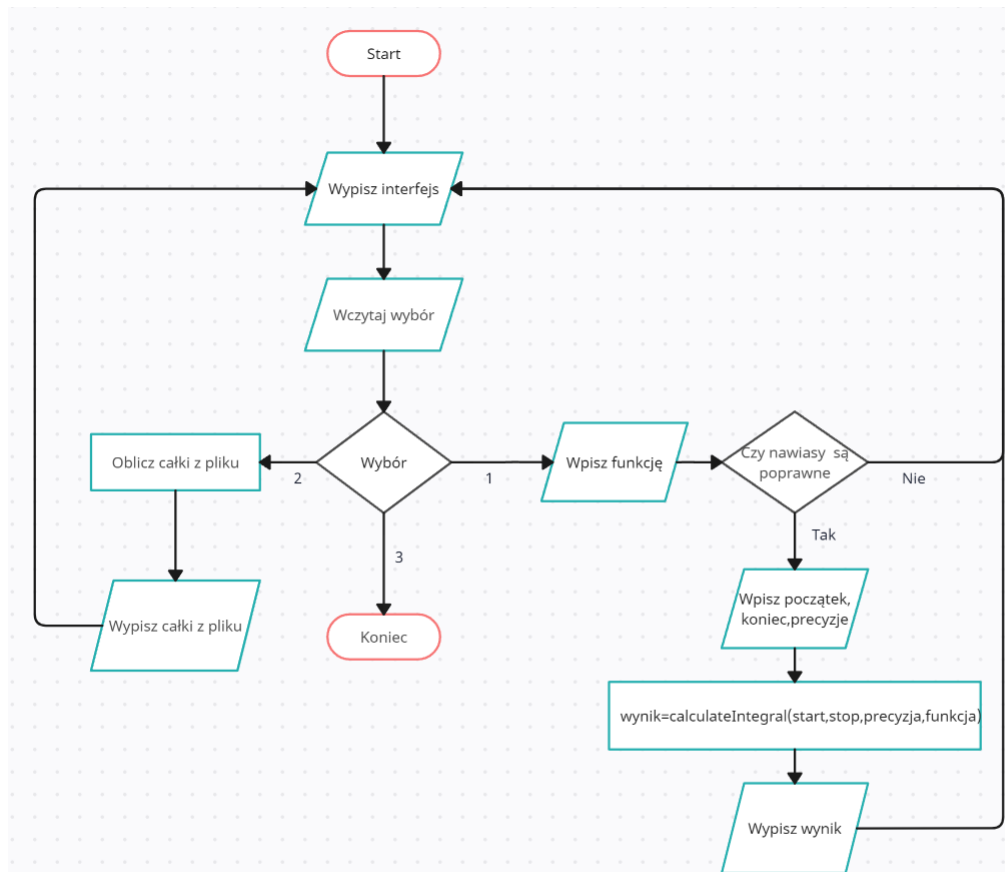 Start
Wypisz interfejs
Wczytaj wybór
Oblicz całki z pliku
2
Wybór
1
Wpisz funkcję
Czy nawiasy  są
poprawne
Nie
Tak
3
Wypisz całki z pliku
Koniec
Wpisz początek,
koniec,precyzje
wynik=calculateIntegral(start,stop,precyzja,funkcja)
Wypisz wynik